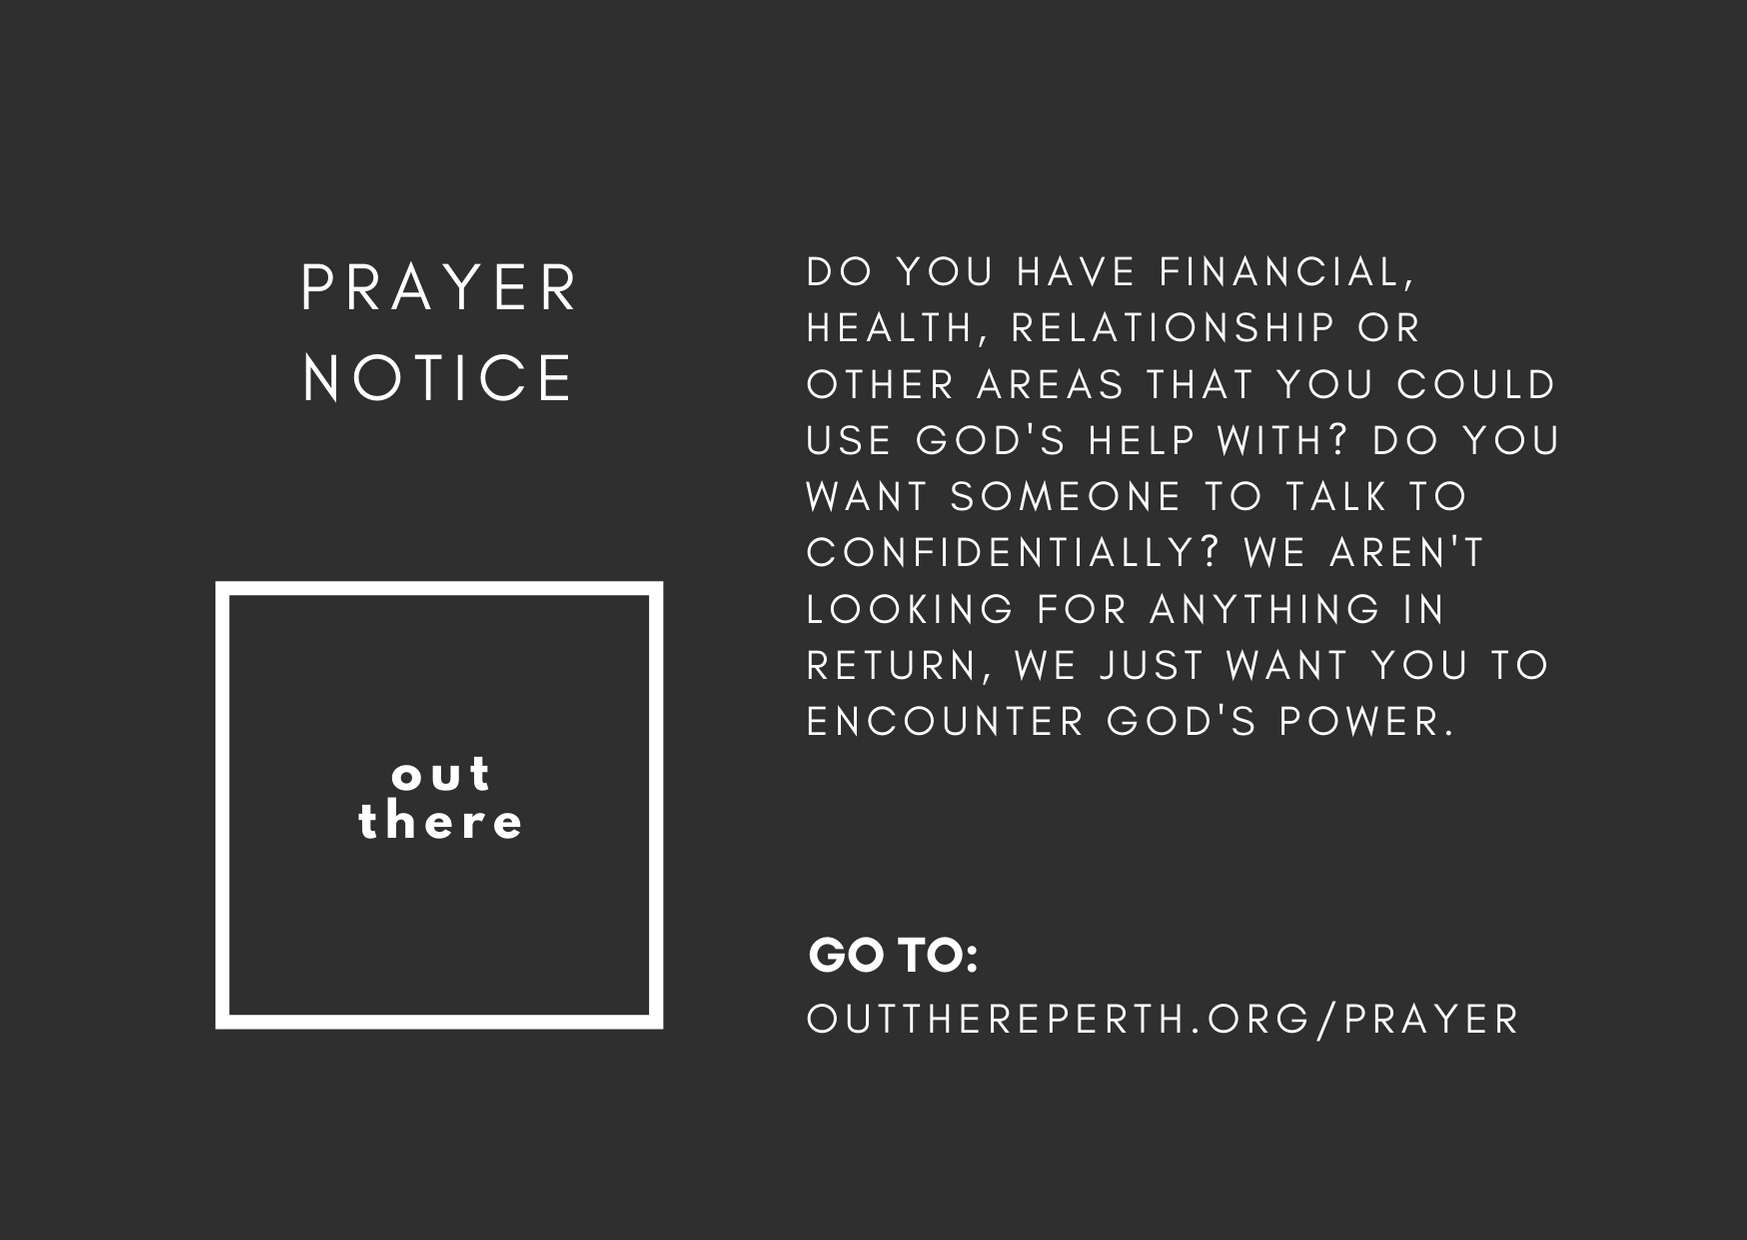 PRAYER
NOTICE
out
there
DO YOU HAVE FINANCIAL,
HEALTH, RELATIONSHIP OR
OTHER AREAS THAT YOU COULD
USE GOD'S HELP WITH? DO YOU
WANT SOMEONE TO TALK TO
CONFIDENTIALLY? WE AREN'T
LOOKING FOR ANYTHING IN
RETURN, WE JUST WANT YOU TO
ENCOUNTER GOD'S POWER.
GO TO:
OUTTHEREPERTH.ORG/PRAYER